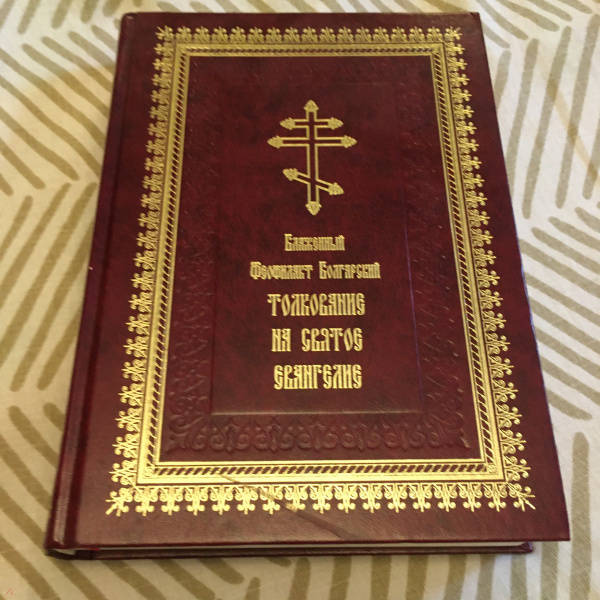 Блаженный
Феофилакт Болгарский
ТОЛКОВАНИЕ
НА СВЯТОЕ
ЕВАНГЕЛИЕ